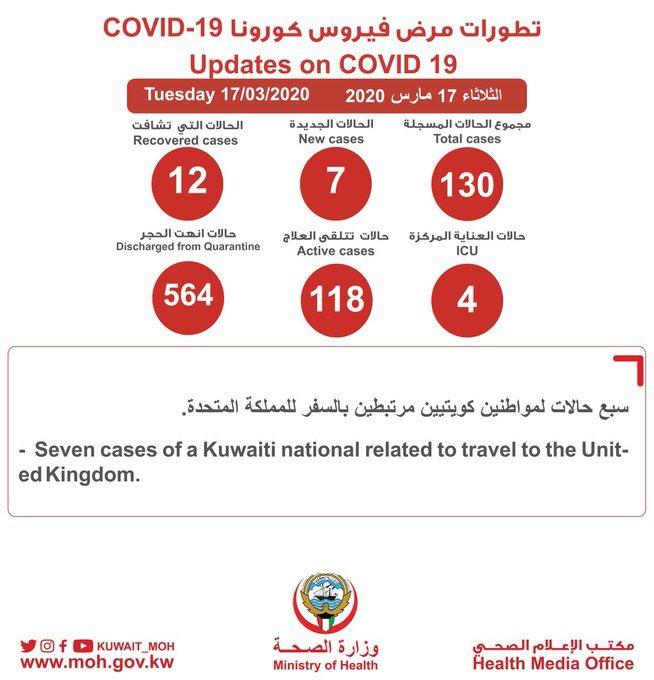 تطورات مرض فيروس كورونا COVID-19
Updates on COVID 19
Tuesday 17/03/2020 الثلاثاء 17 مارس 2020
مجموع الحالات المسجلة
Total cases
130
الحالات الجديدة
New cases
7
الحالات التي تشافت
Recovered cases
12
حالات العناية المركزة
ICU
4
حالات تتلقى العلاج
Active cases
118
حالات انهت الحجر
Discharged from Quarantine
564
سبع حالات لمواطنين كويتيين مرتبطين بالسفر للمملكة المتحدة.
- Seven cases of a Kuwaiti national related to travel to the Unit-
ed Kingdom.
KUWAIT_MOH
www.moh.gov.kw
وزارة الصحة
Ministry of Health
مكتب الإعلام الصحي
Health Media Office